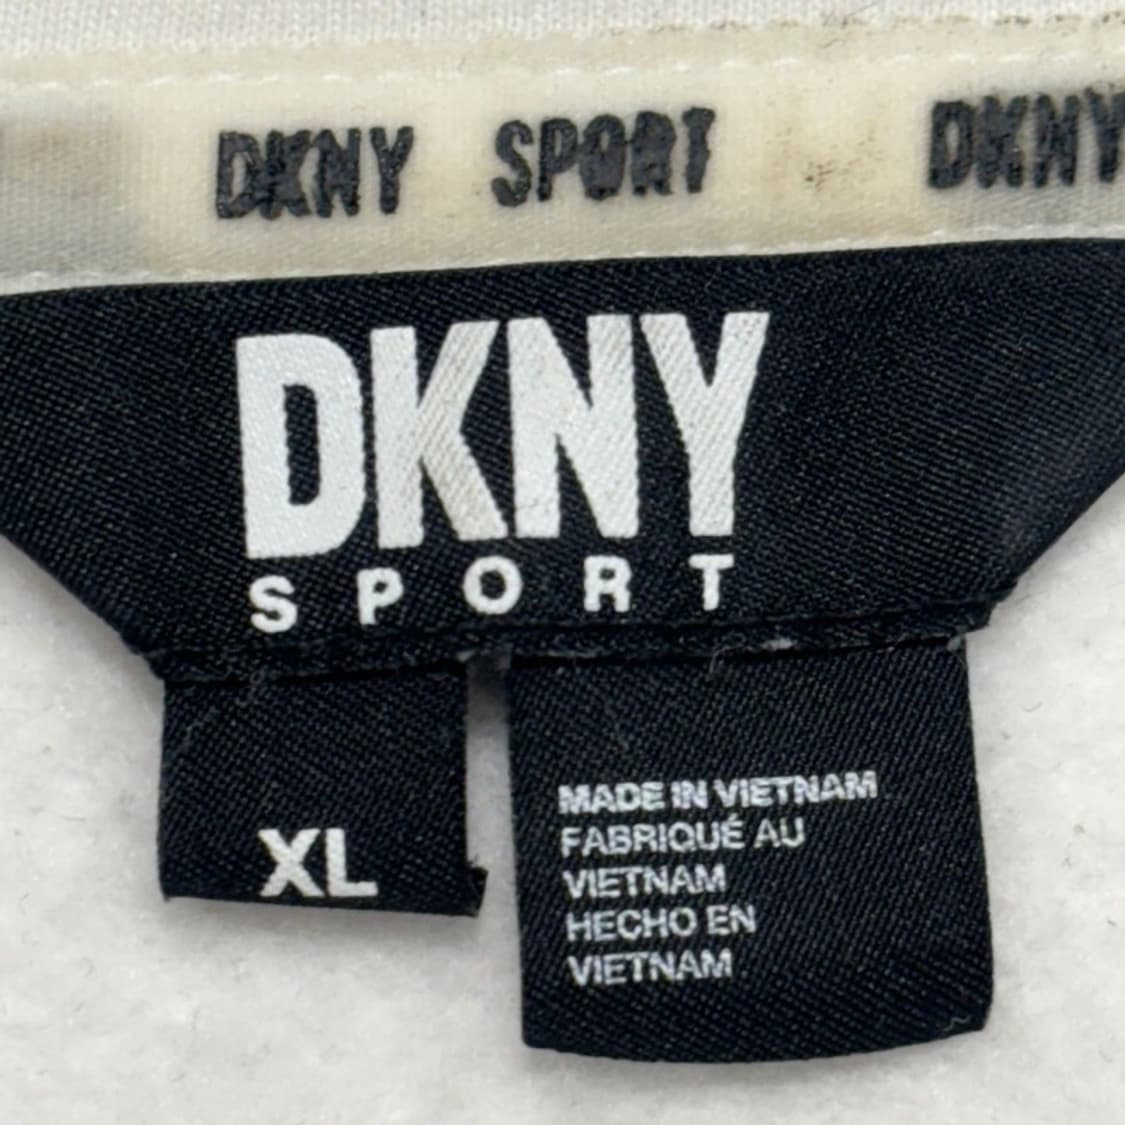 DKNY SPORT DKNY
DKNY
SPORT
XL
MADE IN VIETNAM
FABRIQUÉ AU
VIETNAM
HECHO EN
VIETNAM